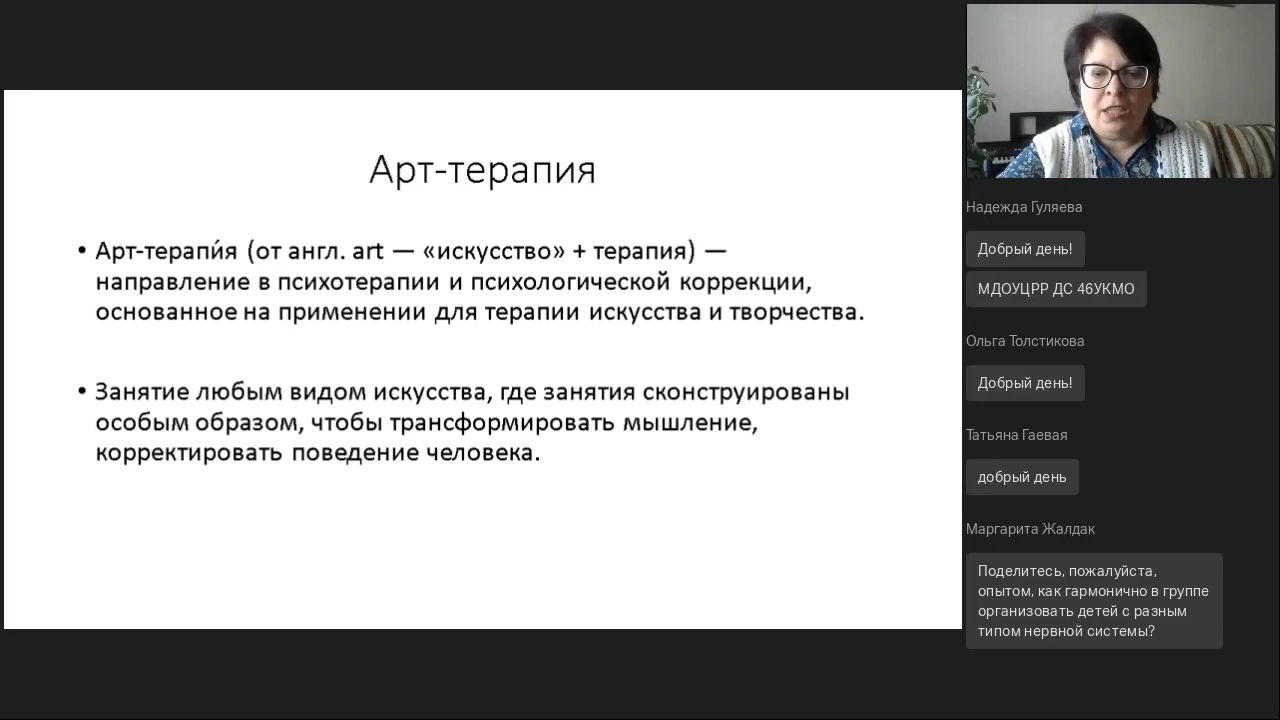 Арт-терапия
• Арт-терапи́я (от англ. art — «искусство» + терапия) —
направление в психотерапии и психологической коррекции,
основанное на применении для терапии искусства и творчества.
• Занятие любым видом искусства, где занятия сконструированы
особым образом, чтобы трансформировать мышление,
корректировать поведение человека.
Надежда Гуляева
Добрый день!
МДОУЦРР ДС 46УКМО
Ольга Толстикова
Добрый день!
Татьяна Гаевая
добрый день
Маргарита Жалдак
Поделитесь, пожалуйста,
опытом, как гармонично в группе
организовать детей с разным
типом нервной системы?